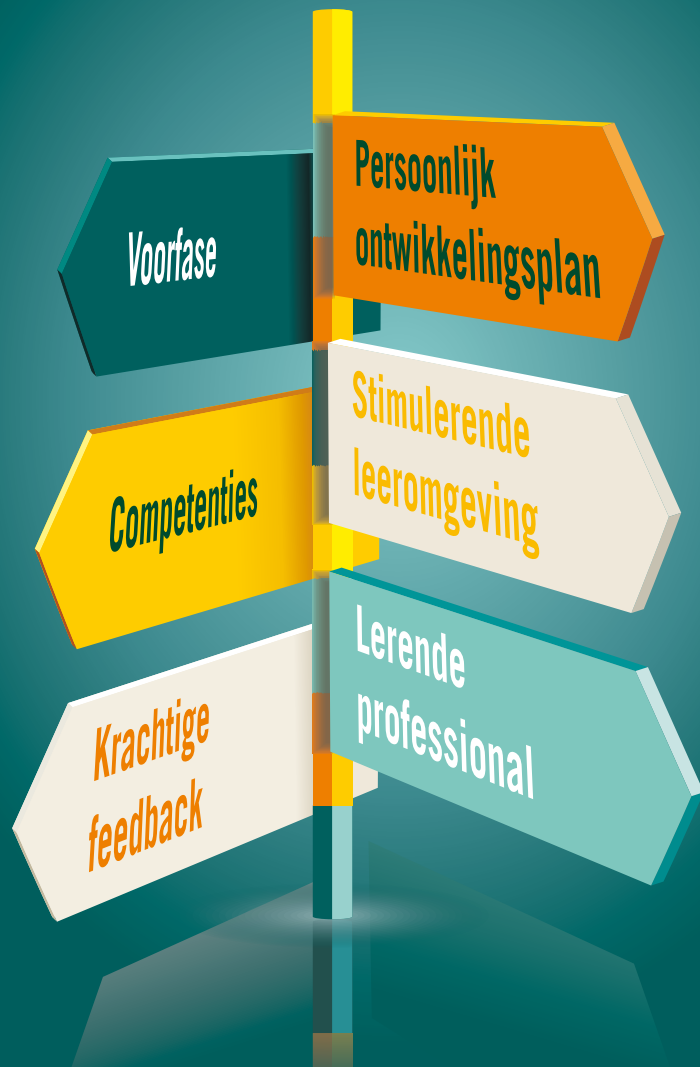 Persoonlijk
ontwikkelingsplan
Voorfase
Stimulerende
leeromgeving
Competenties
Lerende
professional
Krachtige
feedback